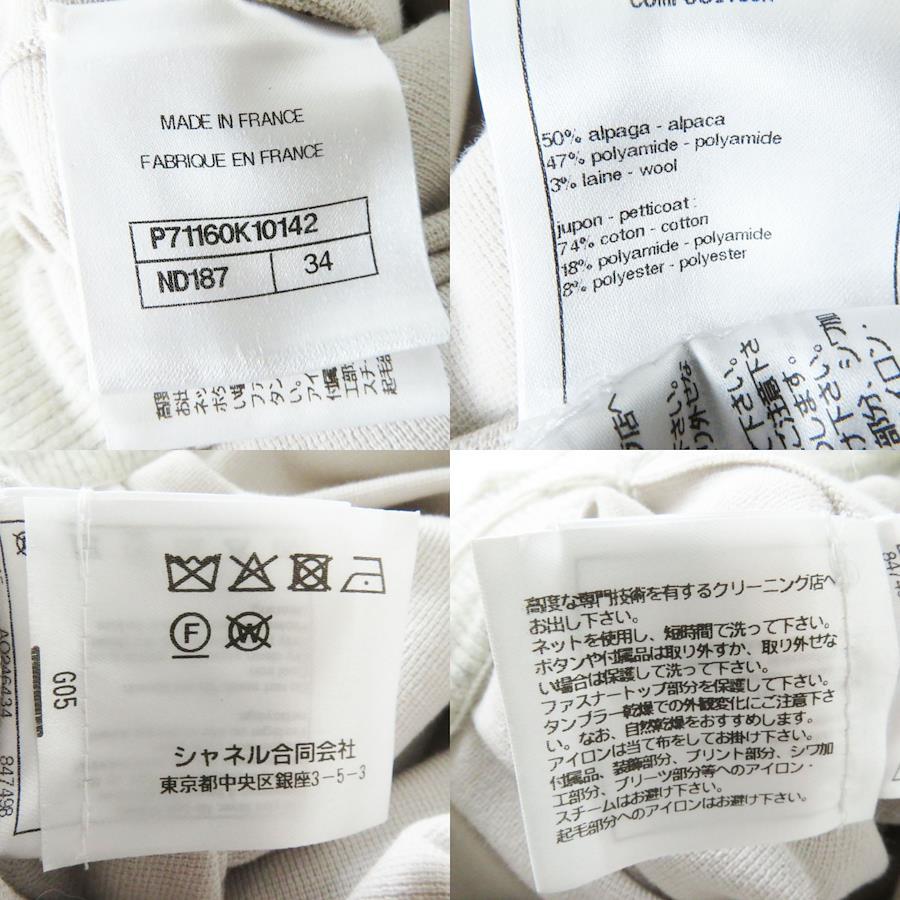 MADE IN FRANCE
FABRIQUE EN FRANCE
P71160K10142
ND187 34
50% alpaga - alpaca
47% polyamide - polyamide
3% laine - wool
jupon - petticoat :
74% coton - cotton
18% polyamide - polyamide
8% polyester - polyester
F
W
G05
AO246434 847498
シャネル合同会社
東京都中央区銀座3-5-3
高度な専門技術を有するクリーニング店へ
お出し下さい。
ネットを使用し、短時間で洗って下さい。
ボタンや付属品は取り外すか、取り外せな
い場合は保護して洗って下さい。
ファスナートップ部分を保護して下さい。
タンブラー乾燥での外観変化にご注意下さ
い。なお、自然乾燥をおすすめします。
アイロンは当て布をしてお掛け下さい。
付属品、装飾部分、プリント部分、シワ加
工部分、プリーツ部分等へのアイロン・
スチームはお避け下さい。
起毛部分へのアイロンはお避け下さい。